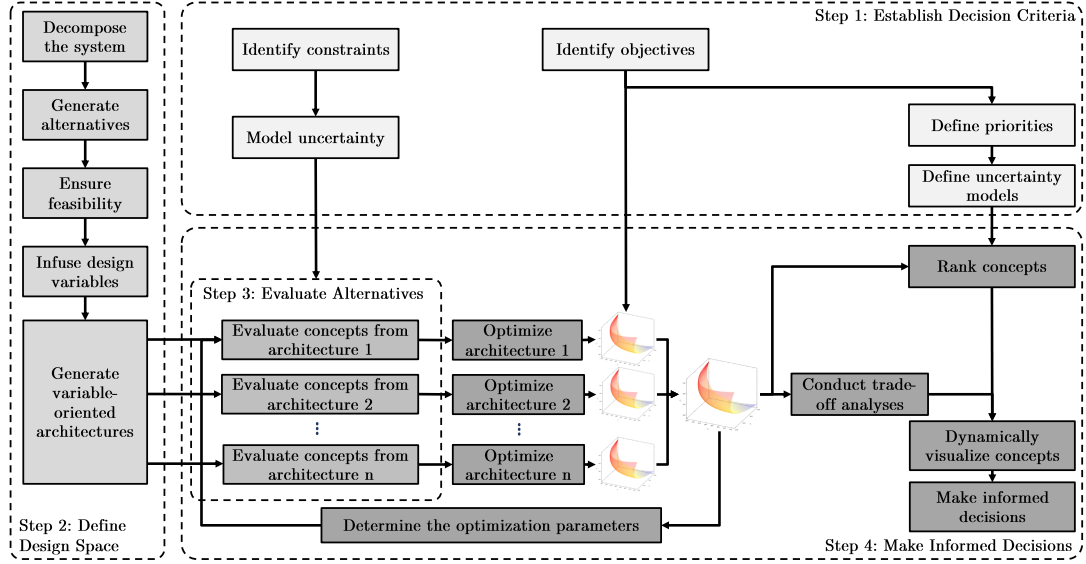 Step 1: Establish Decision Criteria
Decompose
the system
Generate
alternatives
Ensure
feasibility
Infuse design
variables
Generate
variable-
oriented
architectures
Step 2: Define
Design Space
Identify constraints
Model uncertainty
Identify objectives
Define priorities
Define uncertainty
models
Step 3: Evaluate Alternatives
Evaluate concepts from
architecture 1
Evaluate concepts from
architecture 2
Evaluate concepts from
architecture n
Optimize
architecture 1
Optimize
architecture 2
Optimize
architecture n
Determine the optimization parameters
Rank concepts
Conduct trade-
off analyses
Dynamically
visualize concepts
Make informed
decisions
Step 4: Make Informed Decisions